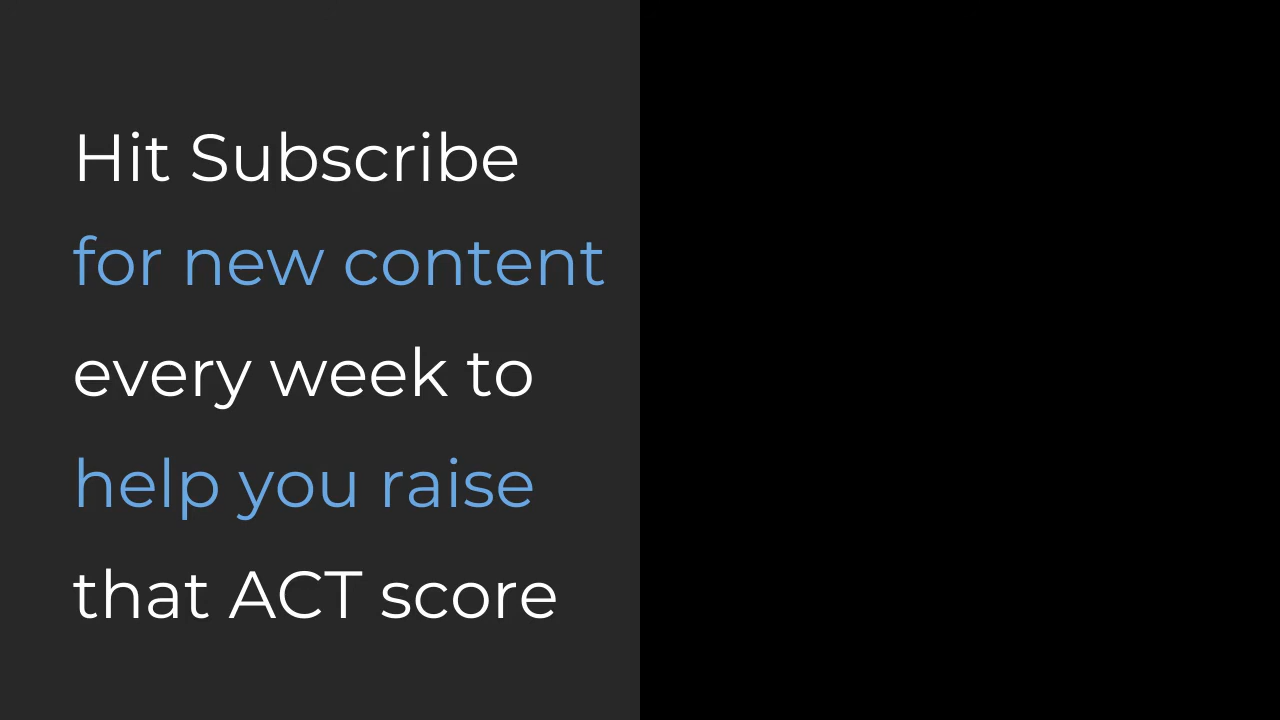 Hit Subscribe
for new content
every week to
help you raise
that ACT score